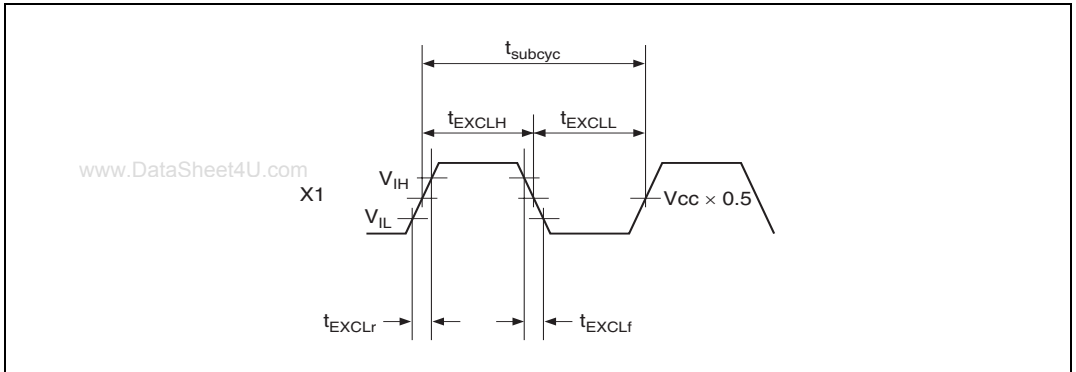 tsubcyc
tEXCLH
tEXCLL
www.DataSheet4U.com
X1
VIH
VIL
Vcc × 0.5
tEXCLr
tEXCLf